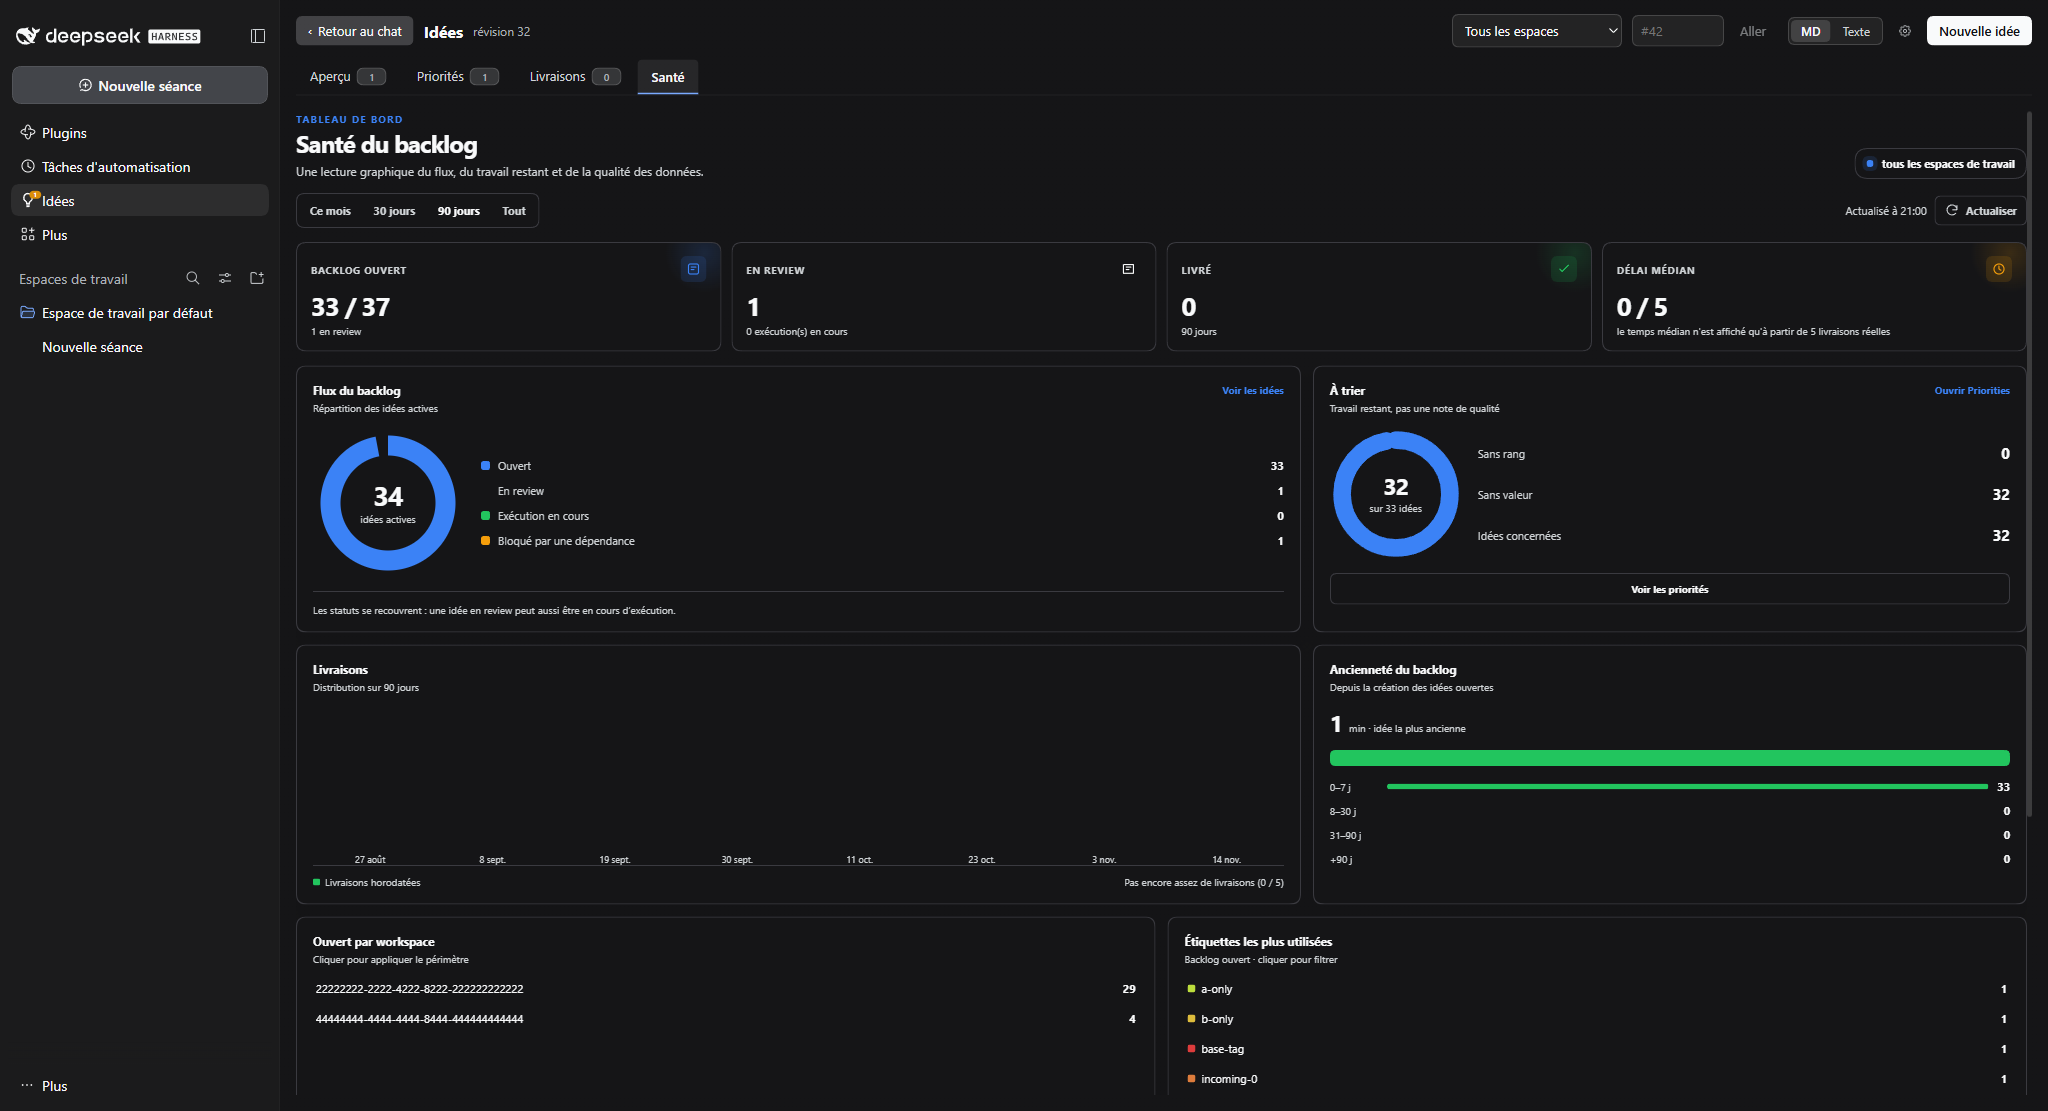 deepseek HARNESS
Nouvelle séance
Plugins
Tâches d'automatisation
1
Idées
Plus
Espaces de travail
Espace de travail par défaut
Nouvelle séance
Plus
‹ Retour au chat
Idées révision 32
Tous les espaces
#42
Aller
MD Texte
Nouvelle idée
Aperçu 1
Priorités 1
Livraisons 0
Santé
TABLEAU DE BORD
Santé du backlog
Une lecture graphique du flux, du travail restant et de la qualité des données.
tous les espaces de travail
Ce mois 30 jours 90 jours Tout
Actualisé à 21:00
Actualiser
BACKLOG OUVERT
33 / 37
1 en review
EN REVIEW
1
0 exécution(s) en cours
LIVRÉ
0
90 jours
DÉLAI MÉDIAN
0 / 5
le temps médian n'est affiché qu'à partir de 5 livraisons réelles
Flux du backlog
Voir les idées
Répartition des idées actives
34
idées actives
Ouvert 33
En review 1
Exécution en cours 0
Bloqué par une dépendance 1
Les statuts se recouvrent : une idée en review peut aussi être en cours d'exécution.
À trier
Ouvrir Priorities
Travail restant, pas une note de qualité
32
sur 33 idées
Sans rang 0
Sans valeur 32
Idées concernées 32
Voir les priorités
Livraisons
Distribution sur 90 jours
27 août 8 sept. 19 sept. 30 sept. 11 oct. 23 oct. 3 nov. 14 nov.
Livraisons horodatées
Pas encore assez de livraisons (0 / 5)
Ancienneté du backlog
Depuis la création des idées ouvertes
1 min · idée la plus ancienne
0–7 j 33
8–30 j 0
31–90 j 0
+90 j 0
Ouvert par workspace
Cliquer pour appliquer le périmètre
22222222-2222-4222-8222-222222222222 29
44444444-4444-4444-8444-444444444444 4
Étiquettes les plus utilisées
Backlog ouvert · cliquer pour filtrer
a-only 1
b-only 1
base-tag 1
incoming-0 1